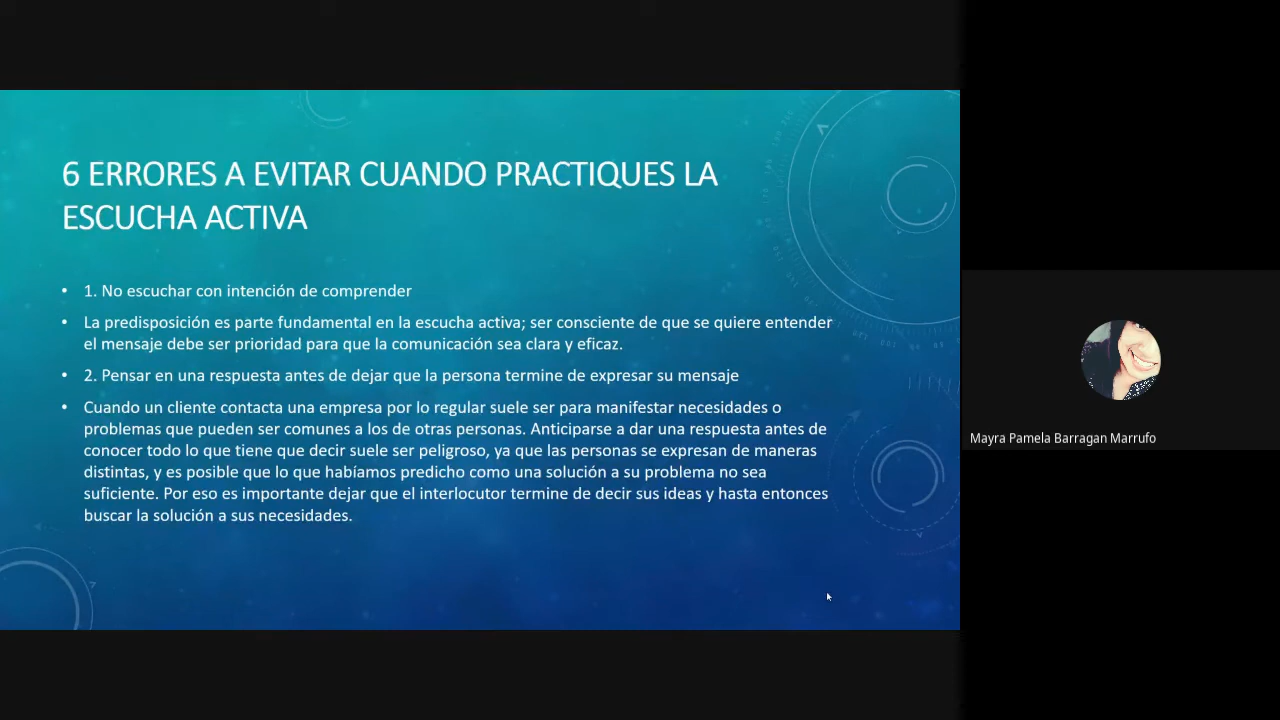 6 ERRORES A EVITAR CUANDO PRACTIQUES LA
ESCUCHA ACTIVA
• 1. No escuchar con intención de comprender
• La predisposición es parte fundamental en la escucha activa; ser consciente de que se quiere entender
el mensaje debe ser prioridad para que la comunicación sea clara y eficaz.
• 2. Pensar en una respuesta antes de dejar que la persona termine de expresar su mensaje
• Cuando un cliente contacta una empresa por lo regular suele ser para manifestar necesidades o
problemas que pueden ser comunes a los de otras personas. Anticiparse a dar una respuesta antes de
conocer todo lo que tiene que decir suele ser peligroso, ya que las personas se expresan de maneras
distintas, y es posible que lo que habíamos predicho como una solución a su problema no sea
suficiente. Por eso es importante dejar que el interlocutor termine de decir sus ideas y hasta entonces
buscar la solución a sus necesidades.
Mayra Pamela Barragan Marrufo